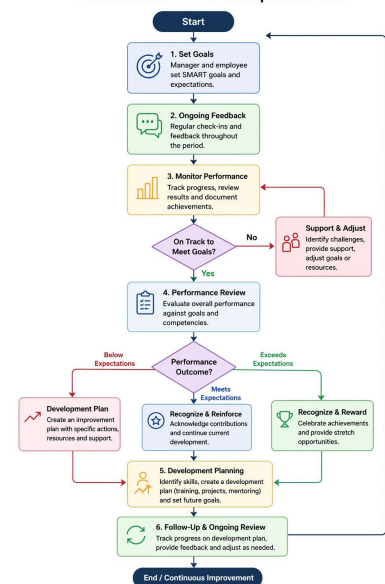 Start
1. Set Goals
Manager and employee
set SMART goals and
expectations.
2. Ongoing Feedback
Regular check-ins and
feedback throughout
the period.
3. Monitor Performance
Track progress, review
results and document
achievements.
On Track to
Meet Goals?
No
Support & Adjust
Identify challenges,
provide support,
adjust goals or
resources.
Yes
4. Performance Review
Evaluate overall performance
against goals and
competencies.
Performance
Outcome?
Below
Expectations
Meets
Expectations
Exceeds
Expectations
Development Plan
Create an improvement
plan with specific actions,
resources and support.
Recognize & Reinforce
Acknowledge contributions
and continue current
development.
Recognize & Reward
Celebrate achievements
and provide stretch
opportunities.
5. Development Planning
Identify skills, create a development
plan (training, projects, mentoring)
and set future goals.
6. Follow-Up & Ongoing Review
Track progress on development plan,
provide feedback and adjust as needed.
End / Continuous Improvement